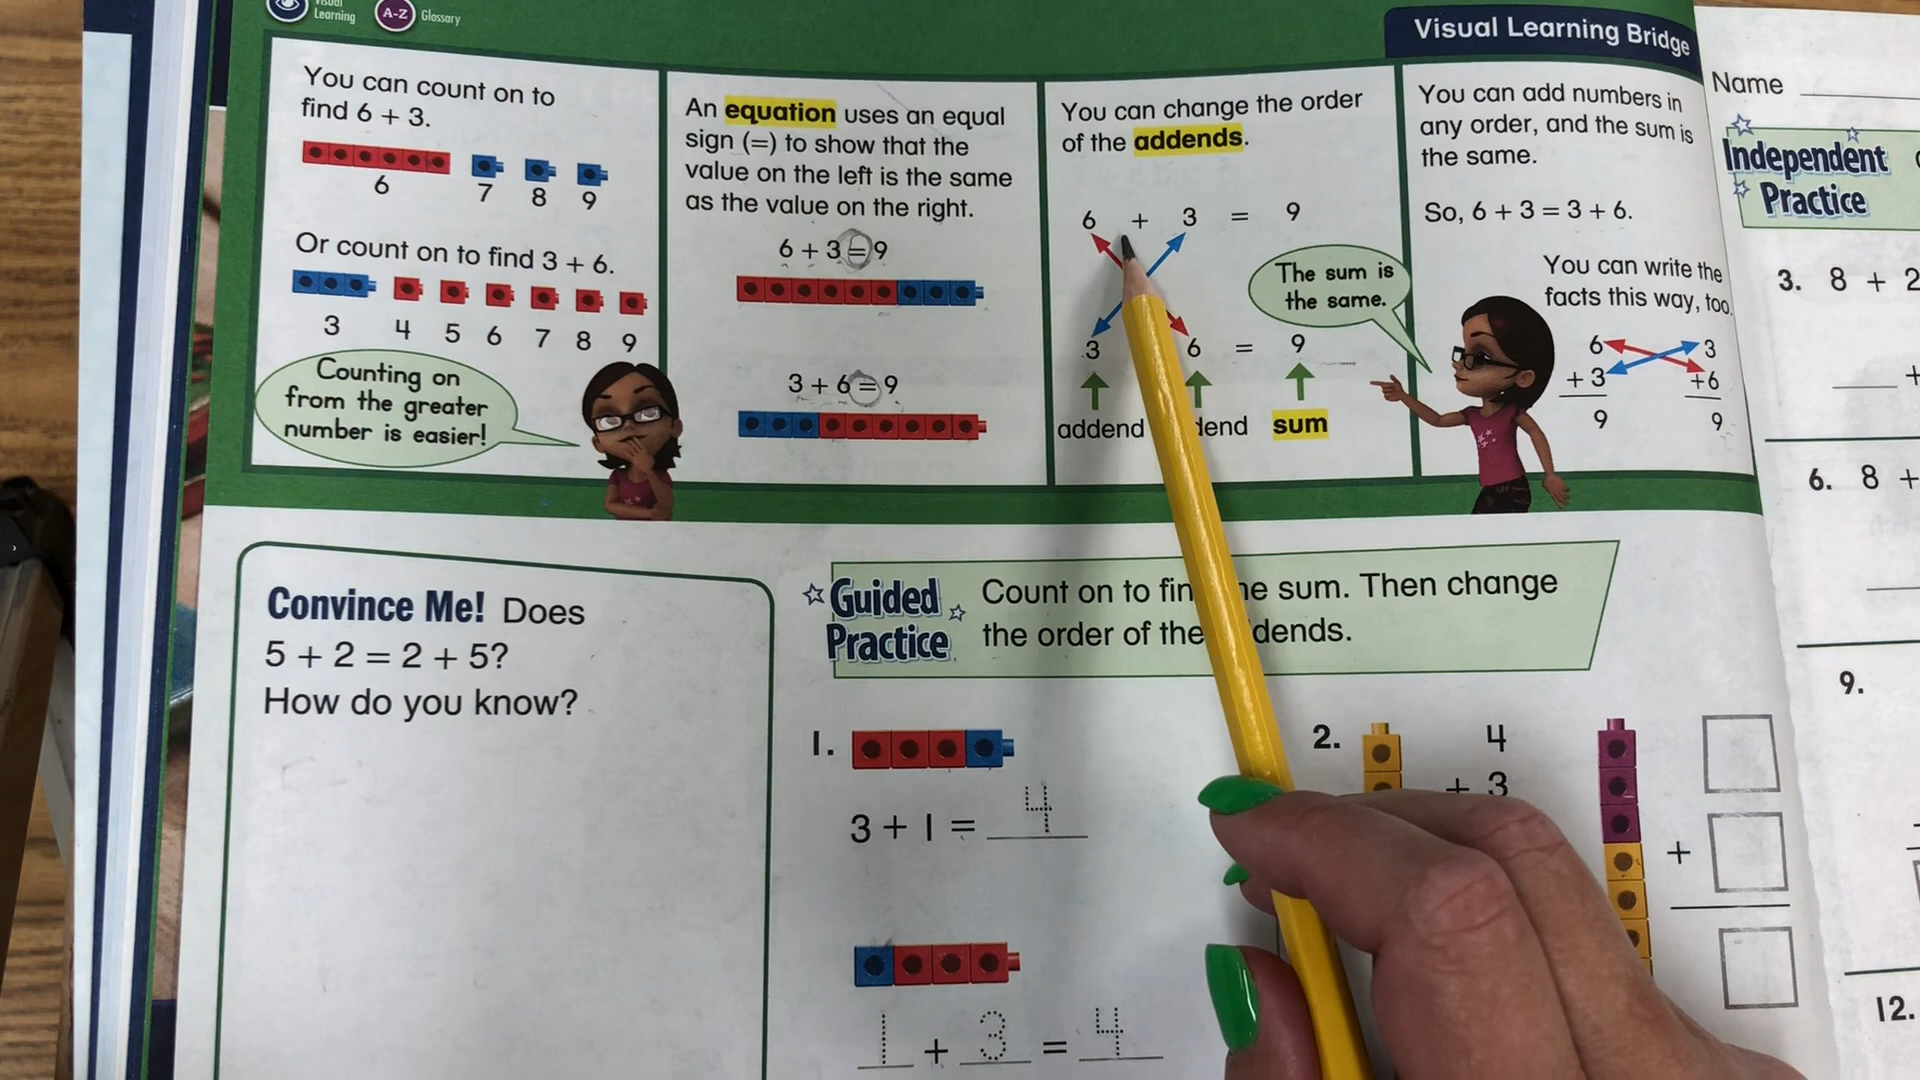 Visual
Learning
A-Z Glossary
Visual Learning Bridge
You can count on to
find 6 + 3.
6 7 8 9
Or count on to find 3 + 6.
3 4 5 6 7 8 9
Counting on
from the greater
number is easier!
An equation uses an equal
sign (=) to show that the
value on the left is the same
as the value on the right.
6 + 3 = 9
3 + 6 = 9
You can change the order
of the addends.
6 + 3 = 9
The sum is
the same.
3 6 = 9
addend sum
You can add numbers in
any order, and the sum is
the same.
So, 6 + 3 = 3 + 6.
You can write the
facts this way, too.
6 3
+ 3 +6
9 9
Convince Me! Does
5 + 2 = 2 + 5?
How do you know?
Guided
Practice
Count on to sum. Then change
the order of the
1.
3 + 1 = 4
1 + 3 = 4
2. 4
+ 3
+
Name
Independent
Practice
3. 8 + 2
+
6. 8 +
9.
12.